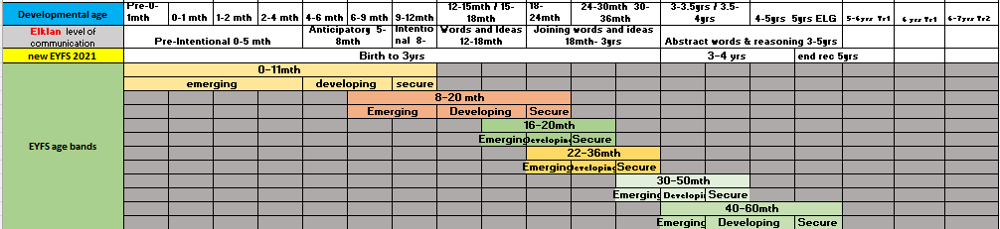 Developmental age Pre-0-1mth 0-1 mth 1-2 mth 2-4 mth 4-6 mth 6-9 mth 9-12mth 12-15mth / 15-18mth 18-24mth 24-30mth 30-36mth 3-3.5yrs / 3.5-4yrs 4-5yrs 5yrs ELG 5-6yrs Yr1 6 yrs Yr1 6-7yrs Yr2
Elklan level of communication Pre-Intentional 0-5 mth Anticipatory 5-8mth Intentional 8- Words and Ideas 12-18mth Joining words and ideas 18mth- 3yrs Abstract words & reasoning 3-5yrs
new EYFS 2021 Birth to 3yrs 3-4 yrs end rec 5yrs
0-11mth
emerging developing secure
8-20 mth
Emerging Developing Secure
16-20mth
Emerging Developing Secure
EYFS age bands
22-36mth
Emerging Developing Secure
30-50mth
Emerging Developi Secure
40-60mth
Emerging Developing Secure